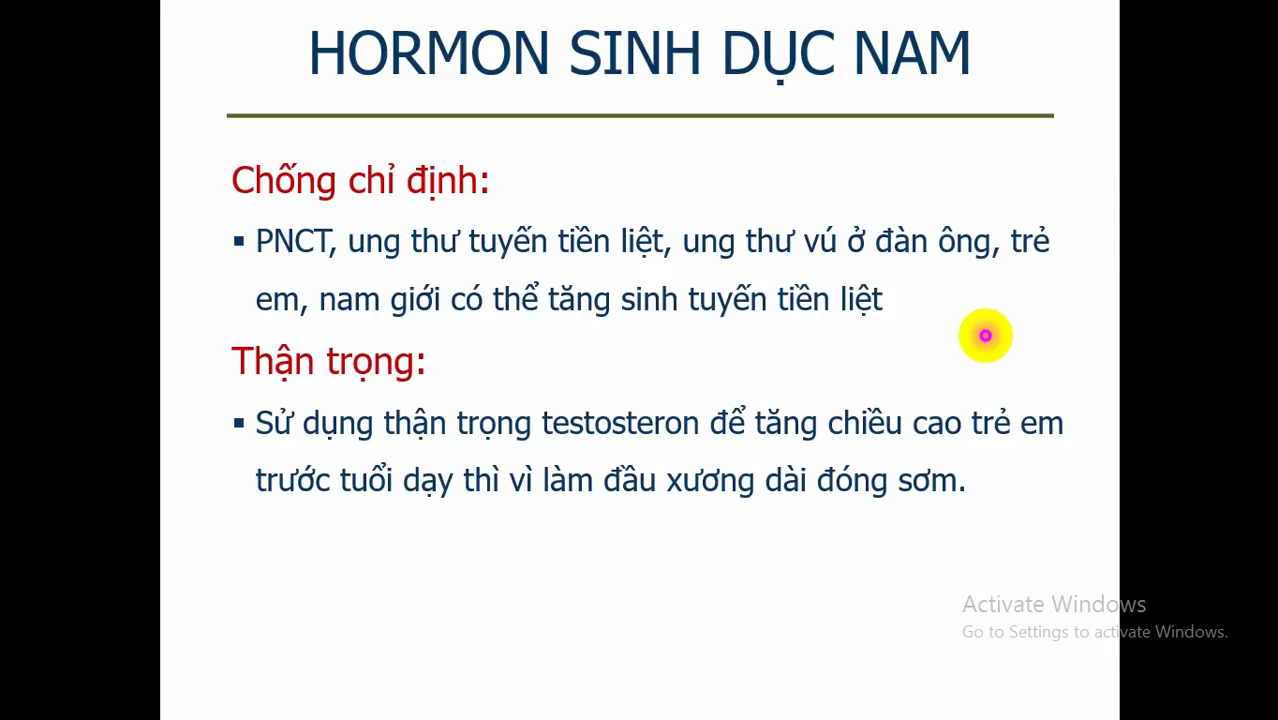 HORMON SINH DỤC NAM
Chống chỉ định:
▪ PNCT, ung thư tuyến tiền liệt, ung thư vú ở đàn ông, trẻ
em, nam giới có thể tăng sinh tuyến tiền liệt
Thận trọng:
▪ Sử dụng thận trọng testosteron để tăng chiều cao trẻ em
trước tuổi dạy thì vì làm đầu xương dài đóng sơm.
Activate Windows
Go to Settings to activate Windows.